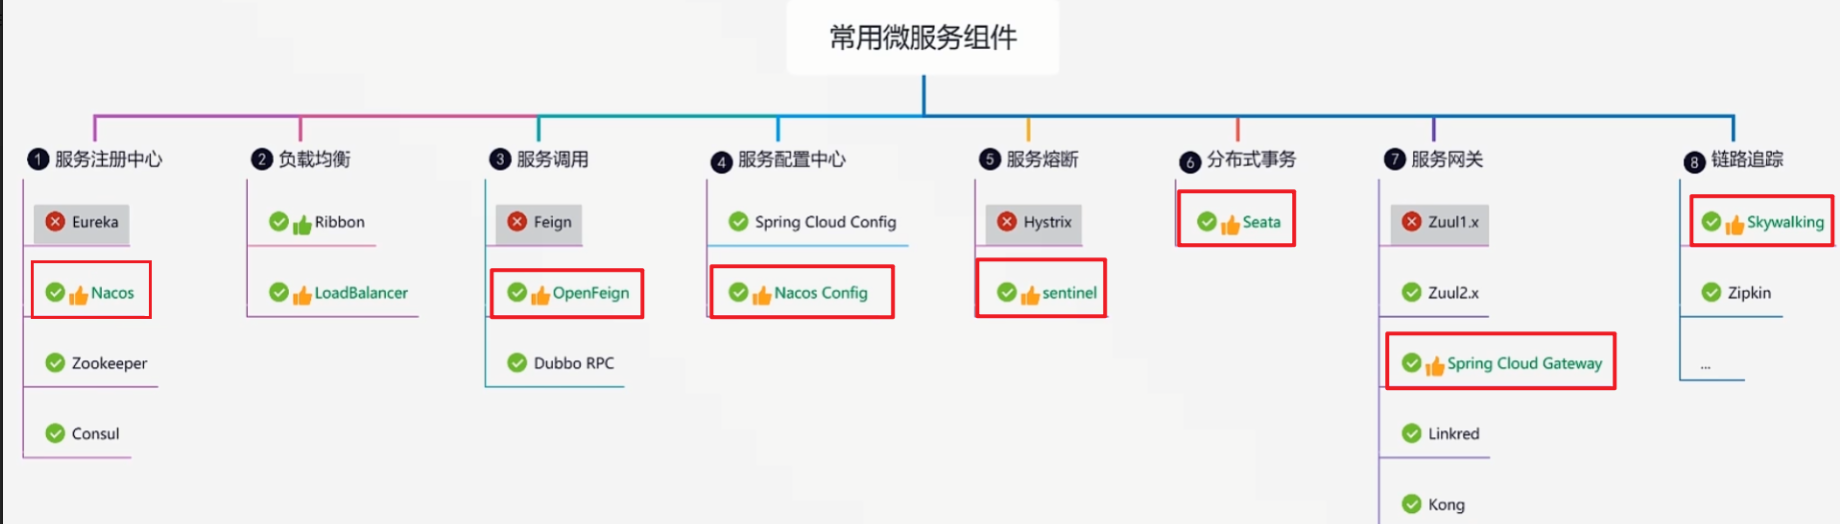 常用微服务组件
1 服务注册中心
Eureka
Nacos
Zookeeper
Consul
2 负载均衡
Ribbon
LoadBalancer
3 服务调用
Feign
OpenFeign
Dubbo RPC
4 服务配置中心
Spring Cloud Config
Nacos Config
5 服务熔断
Hystrix
sentinel
6 分布式事务
Seata
7 服务网关
Zuul1.x
Zuul2.x
Spring Cloud Gateway
Linkred
Kong
8 链路追踪
Skywalking
Zipkin
...